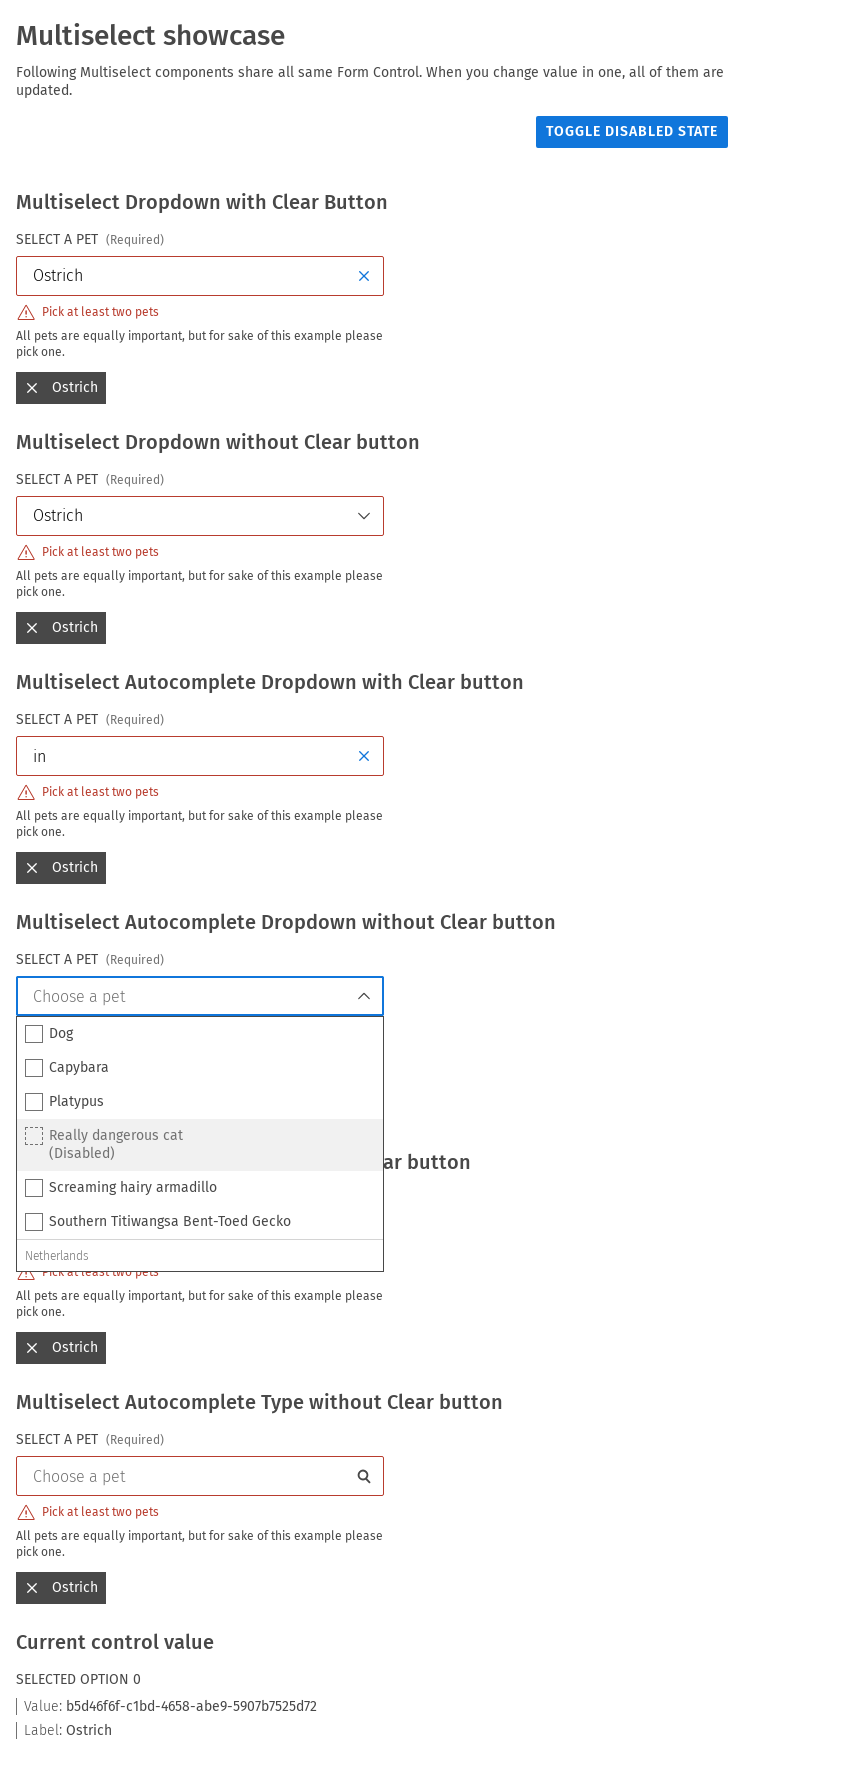 Multiselect showcase
Following Multiselect components share all same Form Control. When you change value in one, all of them are
updated.
TOGGLE DISABLED STATE
Multiselect Dropdown with Clear Button
SELECT A PET (Required)
Ostrich
Pick at least two pets
All pets are equally important, but for sake of this example please
pick one.
Ostrich
Multiselect Dropdown without Clear button
SELECT A PET (Required)
Ostrich
Pick at least two pets
All pets are equally important, but for sake of this example please
pick one.
Ostrich
Multiselect Autocomplete Dropdown with Clear button
SELECT A PET (Required)
in
Pick at least two pets
All pets are equally important, but for sake of this example please
pick one.
Ostrich
Multiselect Autocomplete Dropdown without Clear button
SELECT A PET (Required)
Choose a pet
Dog
Capybara
Platypus
Really dangerous cat
(Disabled)
ar button
Screaming hairy armadillo
Southern Titiwangsa Bent-Toed Gecko
Netherlands
Pick at least two pets
All pets are equally important, but for sake of this example please
pick one.
Ostrich
Multiselect Autocomplete Type without Clear button
SELECT A PET (Required)
Choose a pet
Pick at least two pets
All pets are equally important, but for sake of this example please
pick one.
Ostrich
Current control value
SELECTED OPTION 0
Value: b5d46f6f-c1bd-4658-abe9-5907b7525d72
Label: Ostrich